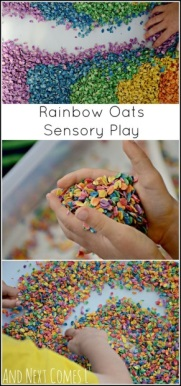 Rainbow Oats
Sensory Play
AND NEXT COMES L